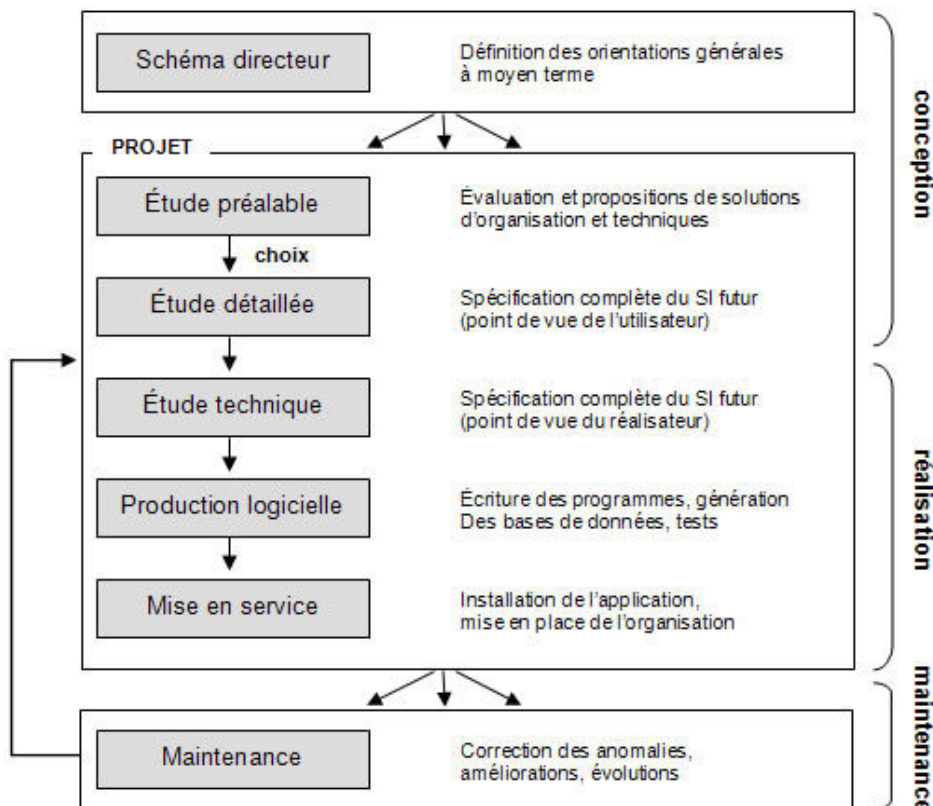 Schéma directeur
Définition des orientations générales
à moyen terme
PROJET
Étude préalable
Évaluation et propositions de solutions
d'organisation et techniques
choix
Étude détaillée
Spécification complète du SI futur
(point de vue de l'utilisateur)
conception
Étude technique
Spécification complète du SI futur
(point de vue du réalisateur)
Production logicielle
Écriture des programmes, génération
Des bases de données, tests
Mise en service
Installation de l'application,
mise en place de l'organisation
réalisation
Maintenance
Correction des anomalies,
améliorations, évolutions
maintenance